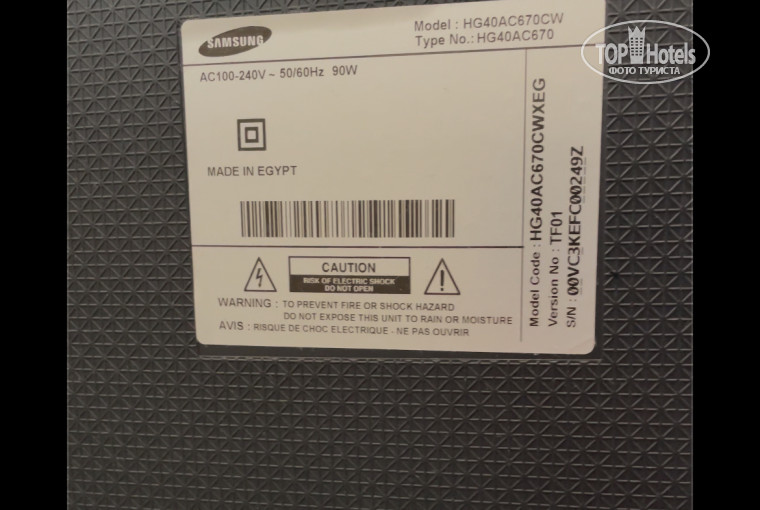 SAMSUNG
Model : HG40AC670CW
Type No.: HG40AC670
AC100-240V ~ 50/60Hz 90W
MADE IN EGYPT
CAUTION
RISK OF ELECTRIC SHOCK
DO NOT OPEN
WARNING : TO PREVENT FIRE OR SHOCK HAZARD
DO NOT EXPOSE THIS UNIT TO RAIN OR MOISTURE
AVIS : RISQUE DE CHOC ELECTRIQUE - NE PAS OUVRIR
Model Code : HG40AC670CWXEG
Version No : TF01
S/N : 00VC3KEFC00249Z
TOP Hotels
ФОТО ТУРИСТА